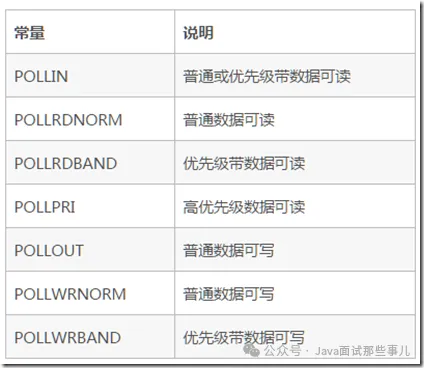 常量 说明
POLLIN 普通或优先级带数据可读
POLLRDNORM 普通数据可读
POLLRDBAND 优先级带数据可读
POLLPRI 高优先级数据可读
POLLOUT 普通数据可写
POLLWRNORM 普通数据可写
POLLWRBAND 优先级带数据可写
公众号 · Java面试那些事儿